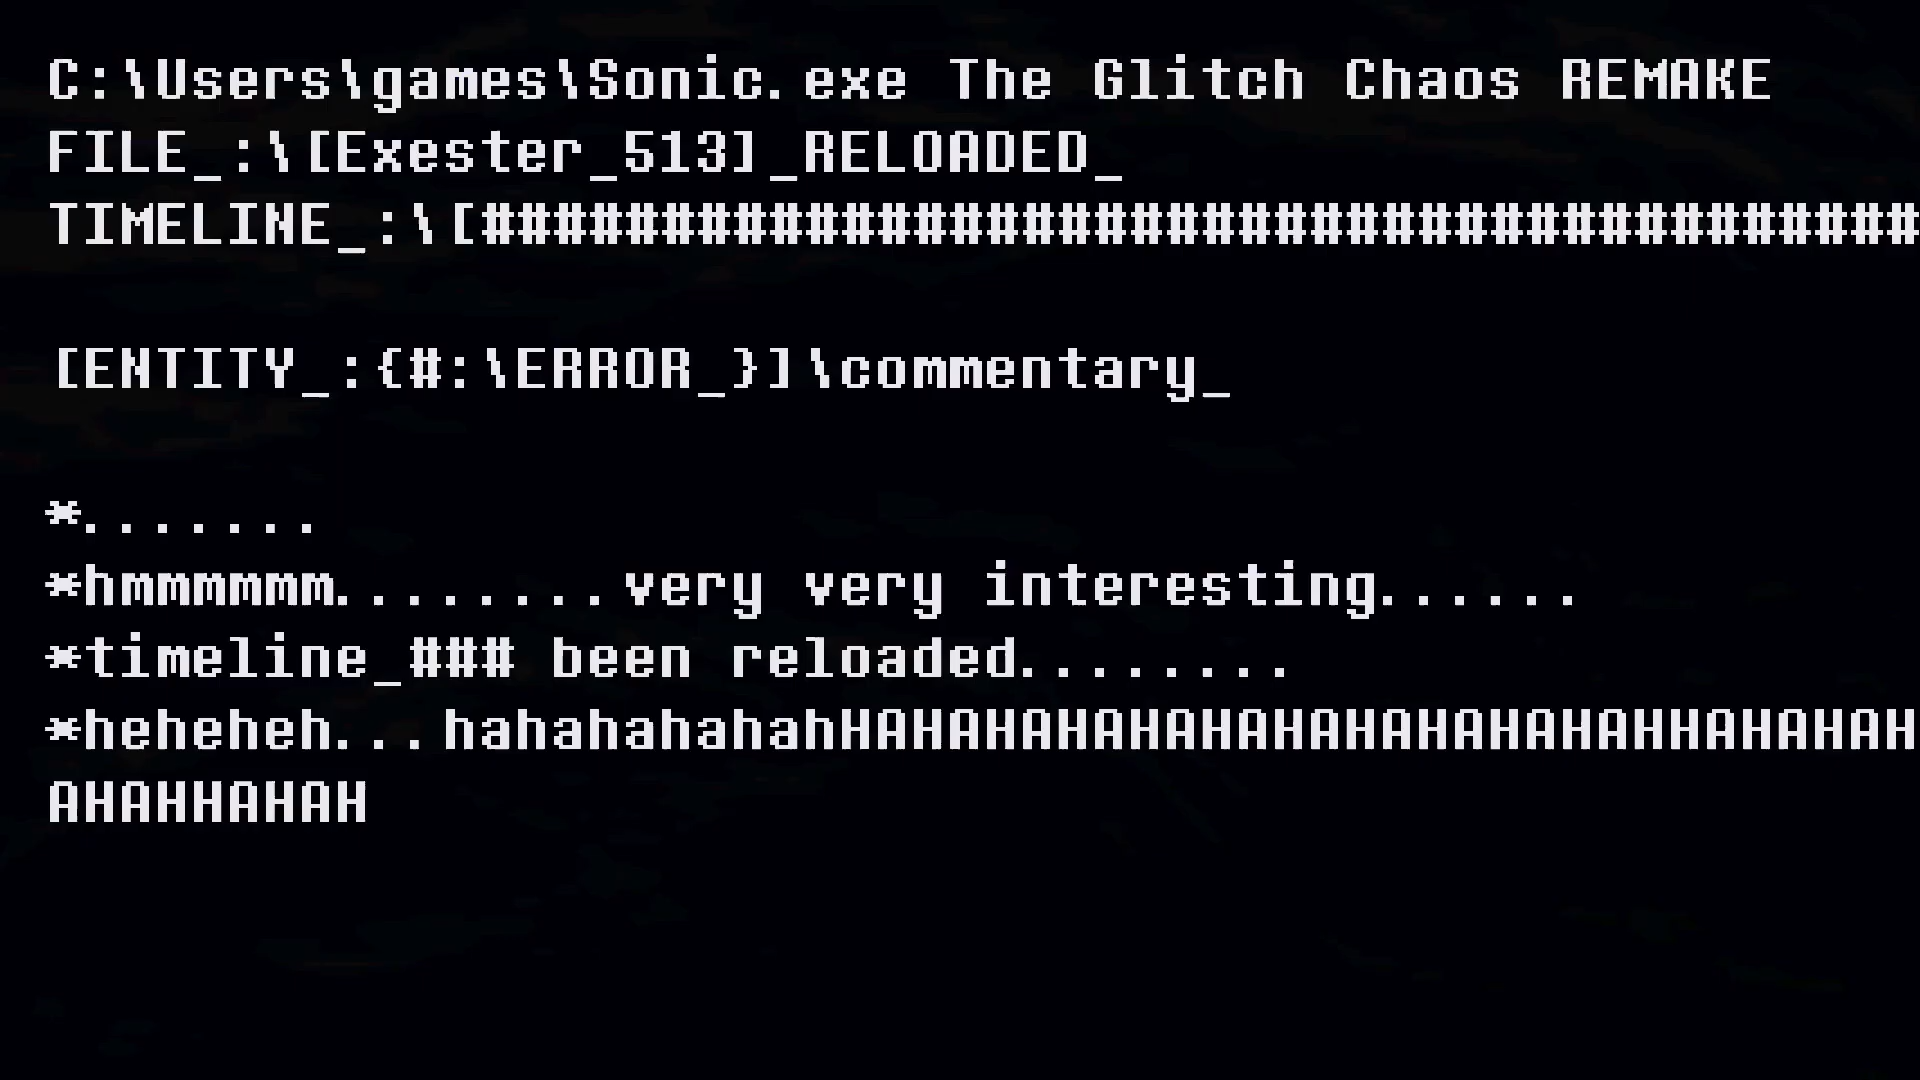 C:\Users\games\Sonic.exe The Glitch Chaos REMAKE
FILE_:\[Exester_513]_RELOADED_
TIMELINE_:\[########################################
[ENTITY_:{#:\ERROR_}]\commentary_
*.......
*hmmmmmm........very very interesting......
*timeline_### been reloaded........
*heheheh...hahahahahahHAHAHAHAHAHAHAHAHAHAHAHHAHAHAH
AHAHHAHAH